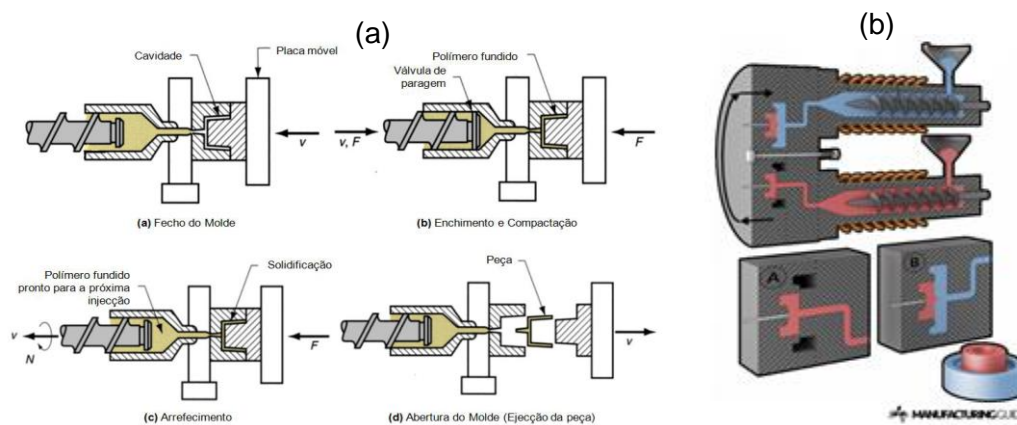 (a)
(b)
Cavidade
Placa móvel
v
(a) Fecho do Molde
Válvula de
paragem
Polímero fundido
v, F
F
(b) Enchimento e Compactação
Polímero fundido
pronto para a próxima
injecção
Solidificação
v
N
F
(c) Arrefecimento
Peça
v
(d) Abertura do Molde (Ejecção da peça)
A
B
MANUFACTURINGGUID